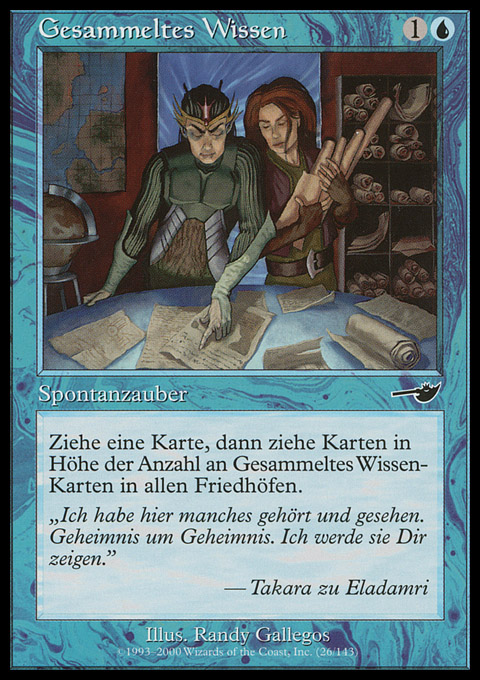 Gesammeltes Wissen 1
Spontanzauber
Ziehe eine Karte, dann ziehe Karten in
Höhe der Anzahl an Gesammeltes Wissen-
Karten in allen Friedhöfen.
„Ich habe hier manches gehört und gesehen.
Geheimnis um Geheimnis. Ich werde sie Dir
zeigen.”
— Takara zu Eladamri
Illus. Randy Gallegos
©1993–2000 Wizards of the Coast, Inc. (26/143)